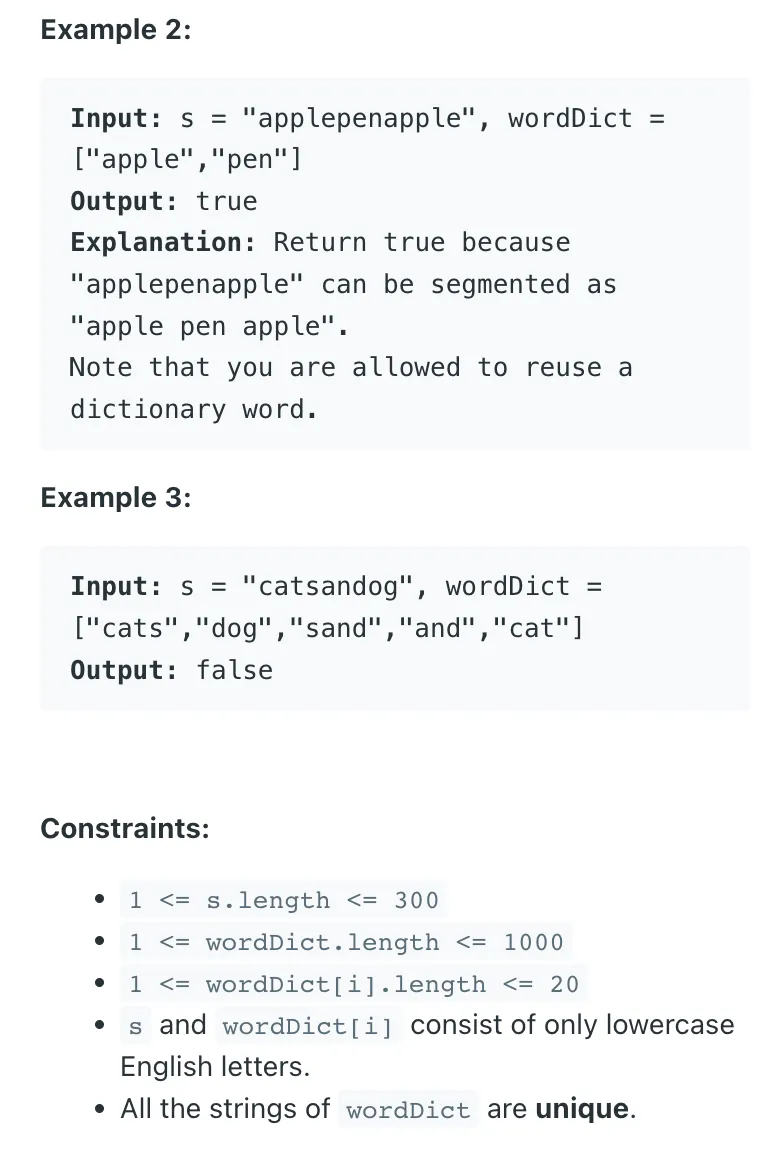 Example 2:
Input: s = "applepenapple", wordDict =
["apple","pen"]
Output: true
Explanation: Return true because
"applepenapple" can be segmented as
"apple pen apple".
Note that you are allowed to reuse a
dictionary word.
Example 3:
Input: s = "catsandog", wordDict =
["cats","dog","sand","and","cat"]
Output: false
Constraints:
• 1 <= s.length <= 300
• 1 <= wordDict.length <= 1000
• 1 <= wordDict[i].length <= 20
• s and wordDict[i] consist of only lowercase
English letters.
• All the strings of wordDict are unique.